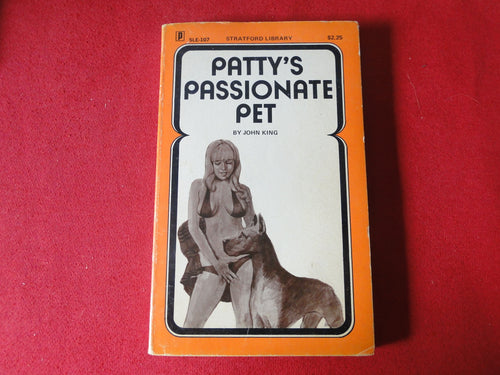 P SLE-107 STRATFORD LIBRARY $2.25
PATTY'S
PASSIONATE
PET
BY JOHN KING